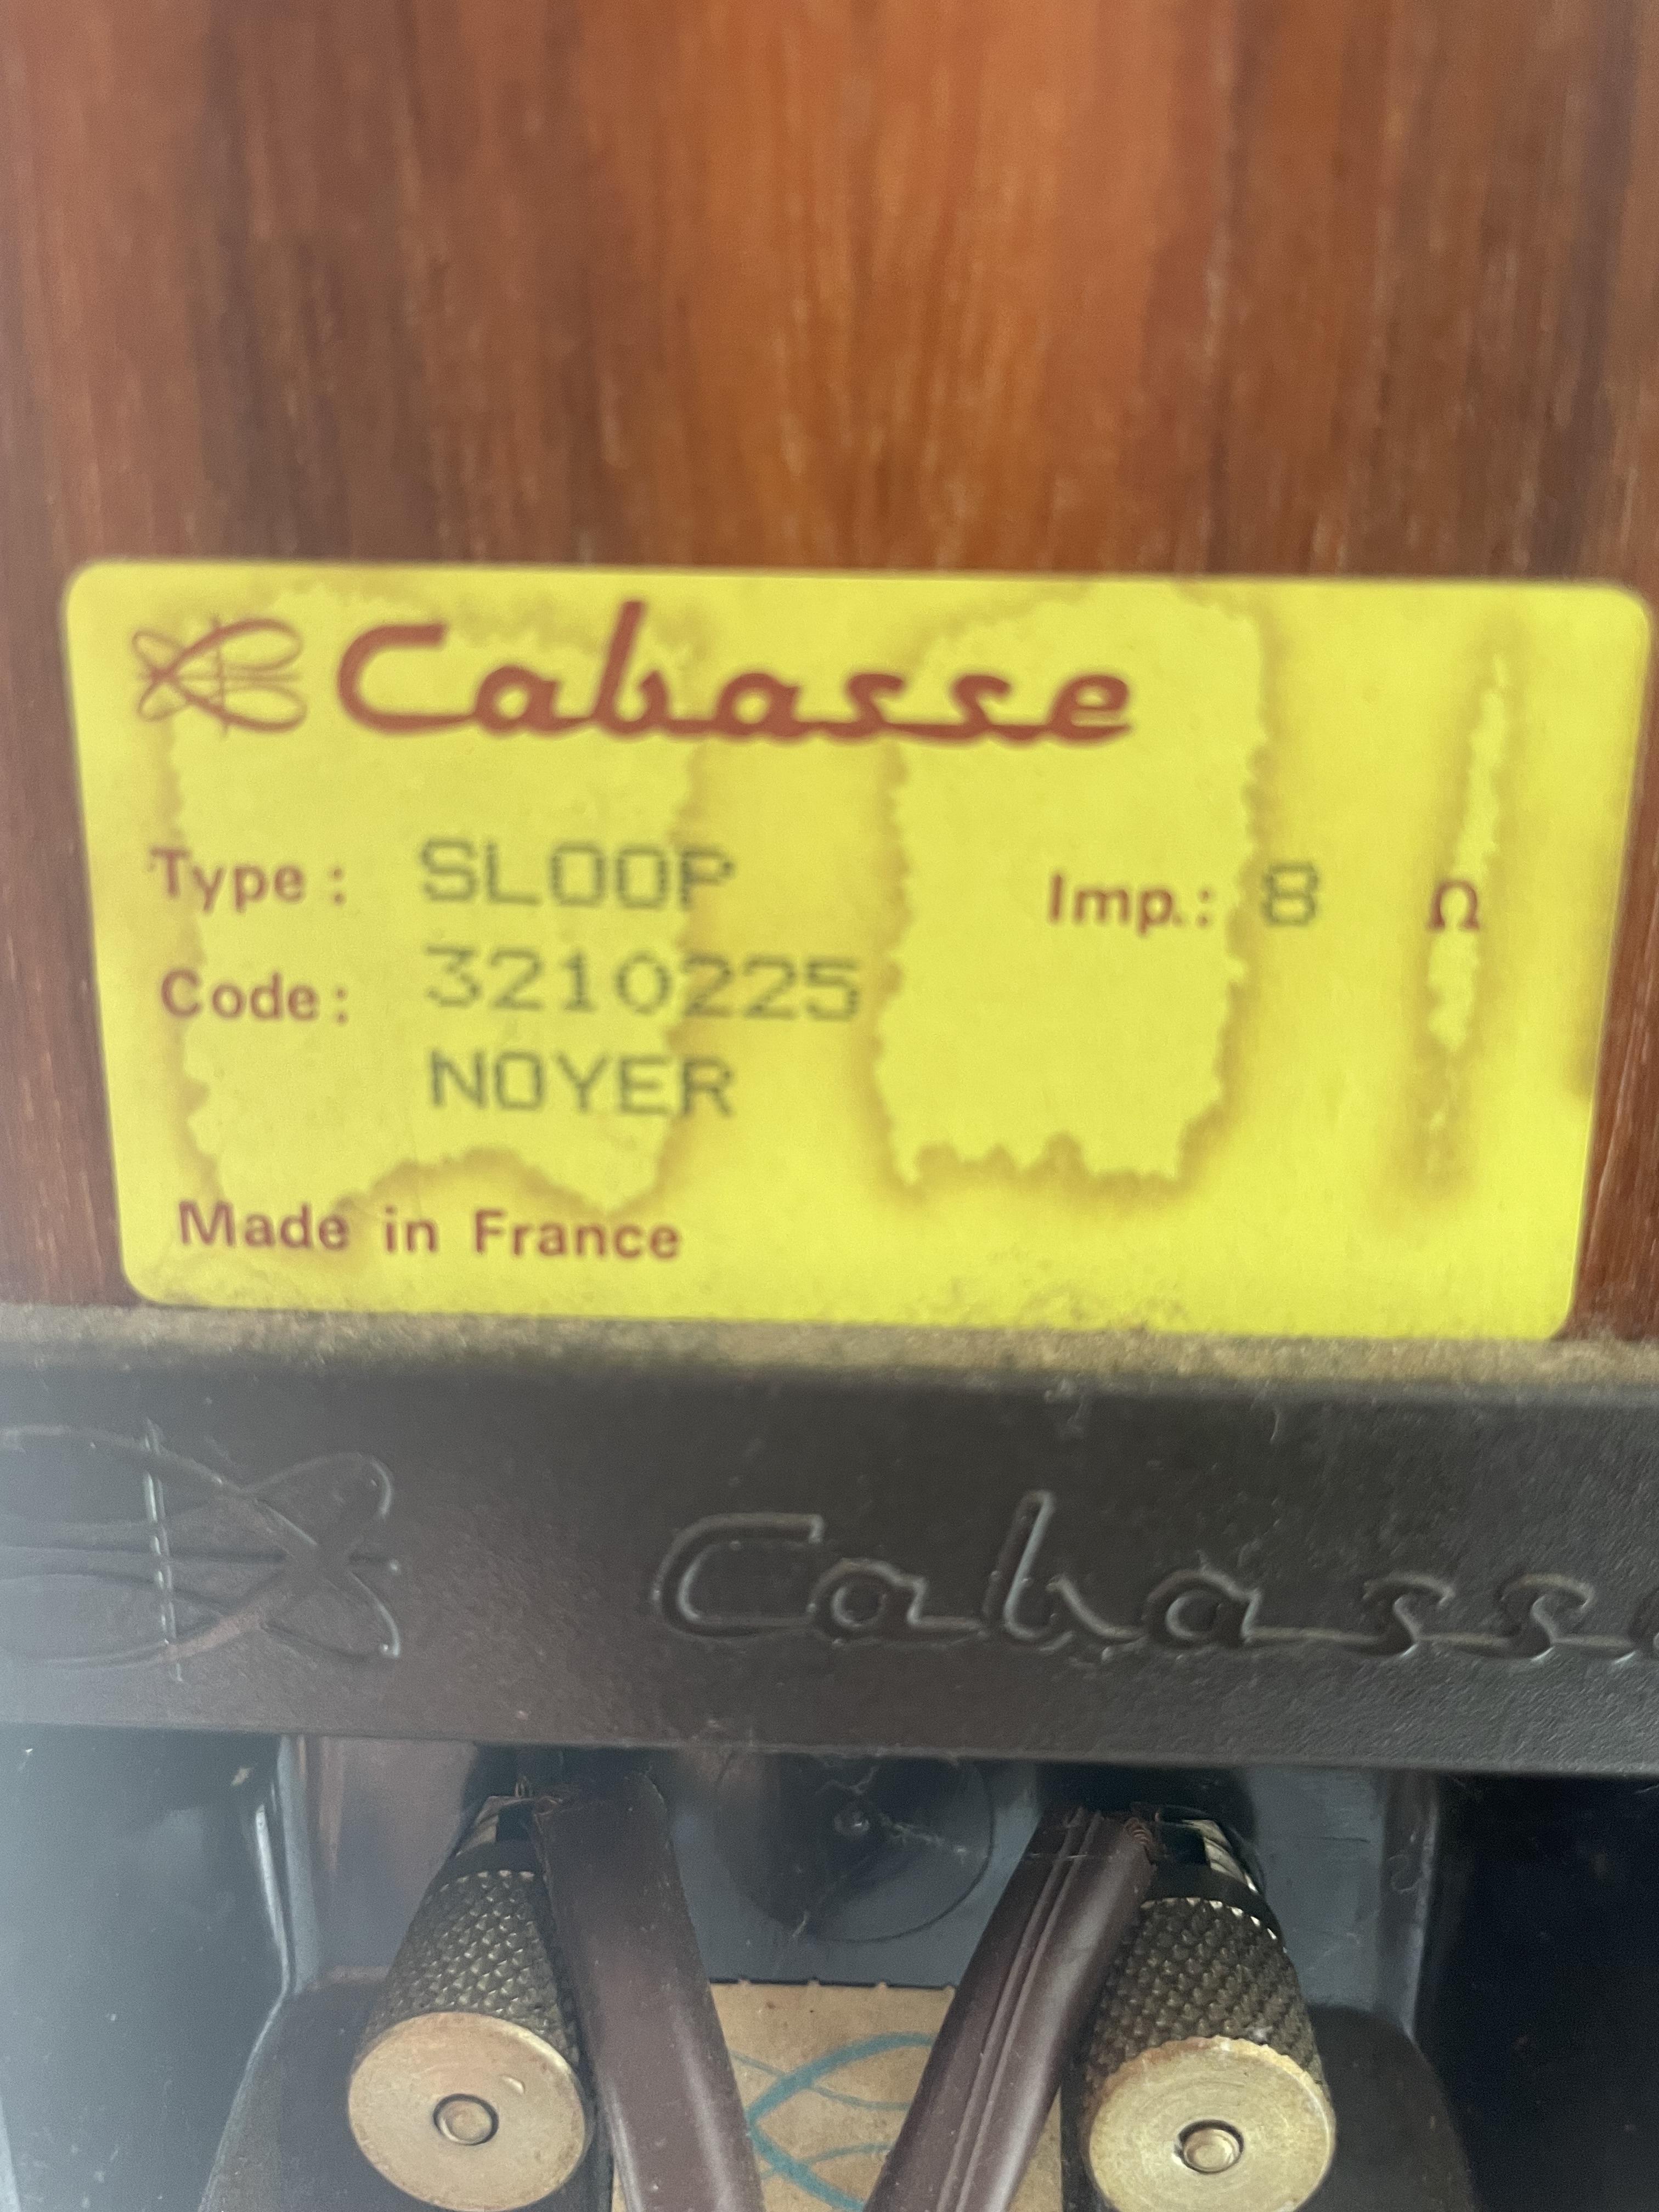 Cabasse
Type : SLOOP Imp.: 8 Ω
Code: 3210225
NOYER
Made in France
Cabasse